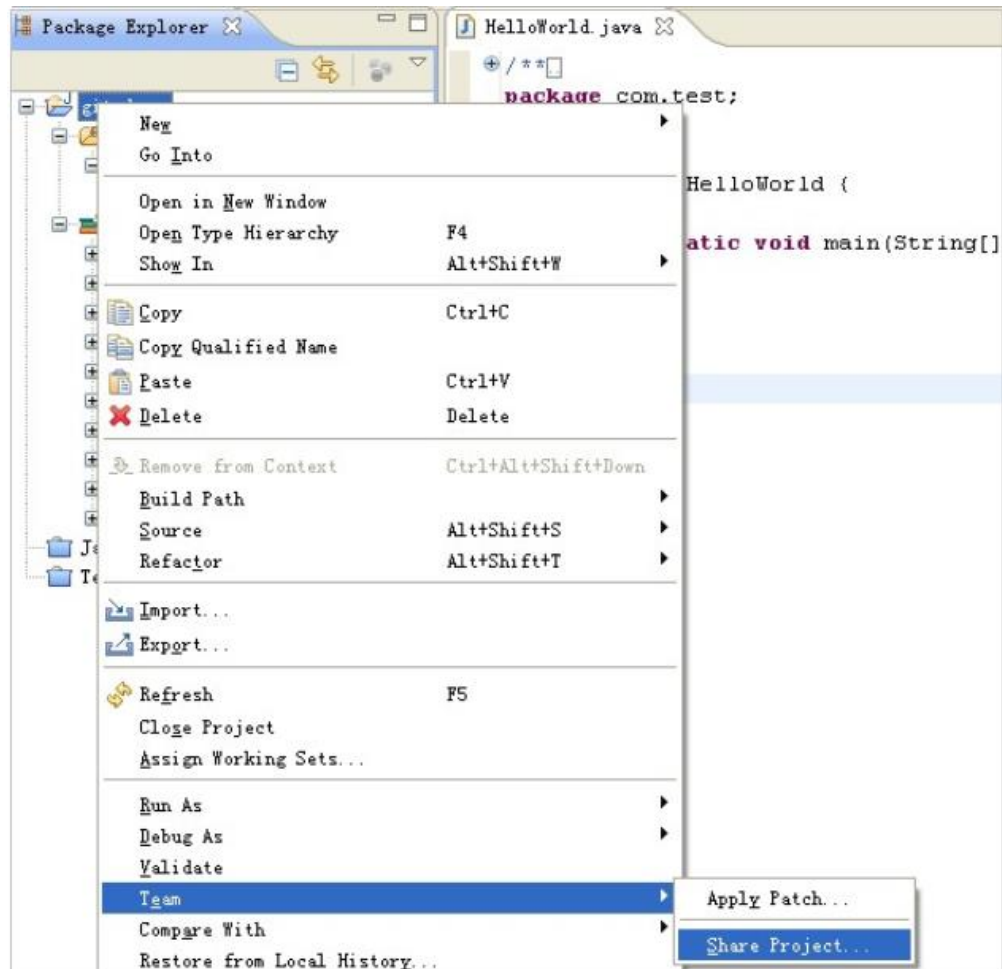 Package Explorer
HelloWorld.java
/**
package com.test;
HelloWorld {
atic void main(String[]
New
Go Into
Open in New Window
Open Type Hierarchy F4
Show In Alt+Shift+W
Copy Ctrl+C
Copy Qualified Name
Paste Ctrl+V
Delete Delete
Remove from Context Ctrl+Alt+Shift+Down
Build Path
Source Alt+Shift+S
Refactor Alt+Shift+T
Import...
Export...
Refresh F5
Close Project
Assign Working Sets...
Run As
Debug As
Validate
Team
Apply Patch...
Compare With
Share Project...
Restore from Local History...